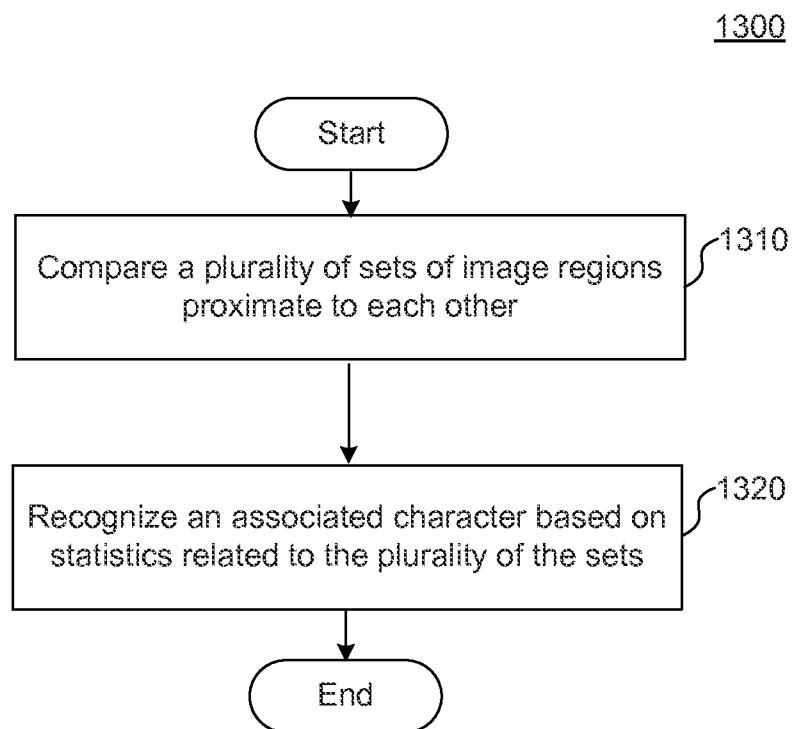 1300
Start
Compare a plurality of sets of image regions
proximate to each other
1310
Recognize an associated character based on
statistics related to the plurality of the sets
1320
End